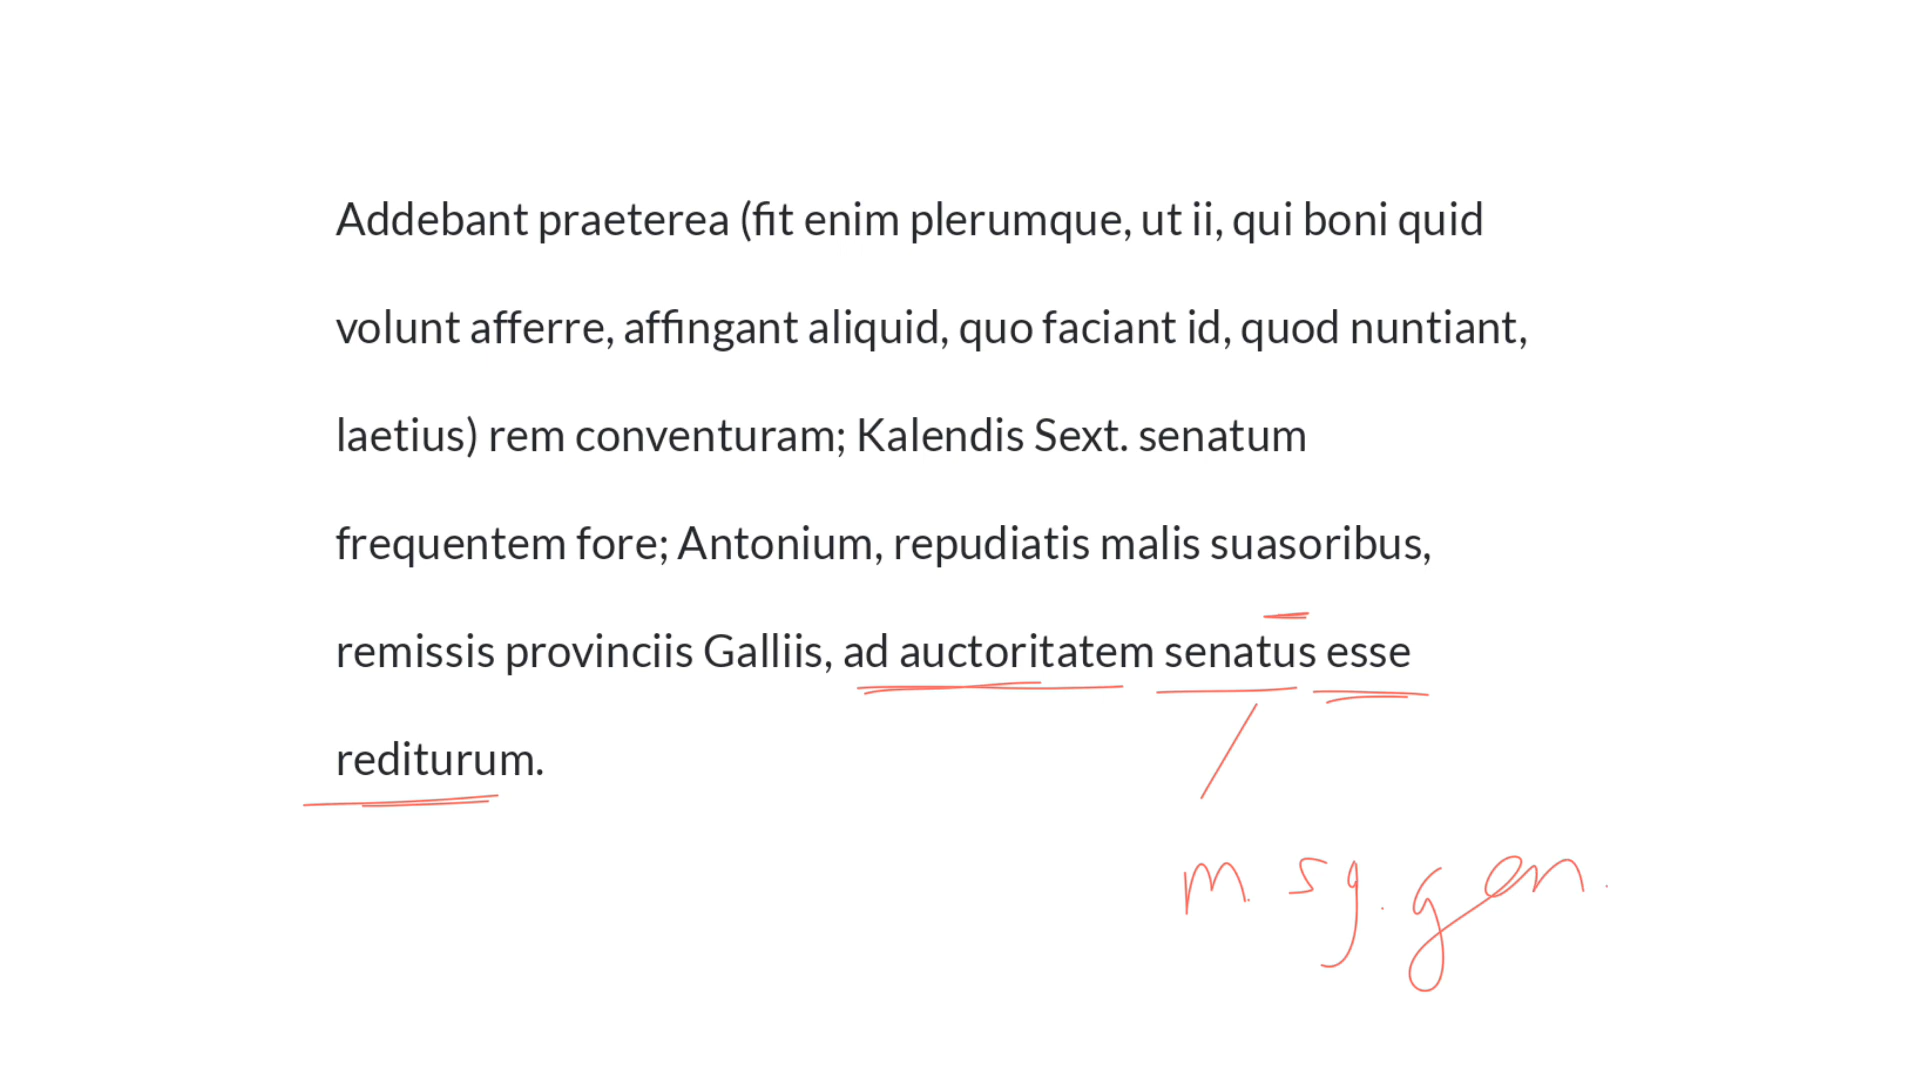 Addebant praeterea (fit enim plerumque, ut ii, qui boni quid
volunt afferre, affingant aliquid, quo faciant id, quod nuntiant,
laetius) rem conventuram; Kalendis Sext. senatum
frequentem fore; Antonium, repudiatis malis suasoribus,
remissis provinciis Galliis, ad auctoritatem senatus esse
rediturum.
m. sg. gen.